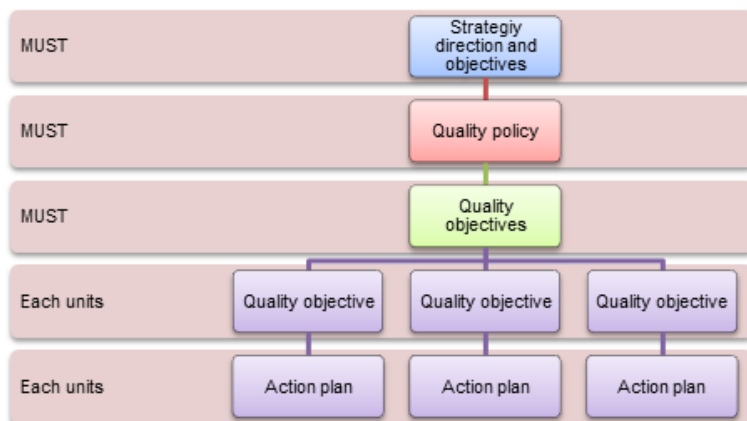 MUST
Strategiy
direction and
objectives
MUST
Quality policy
MUST
Quality
objectives
Each units
Quality objective
Quality objective
Quality objective
Each units
Action plan
Action plan
Action plan